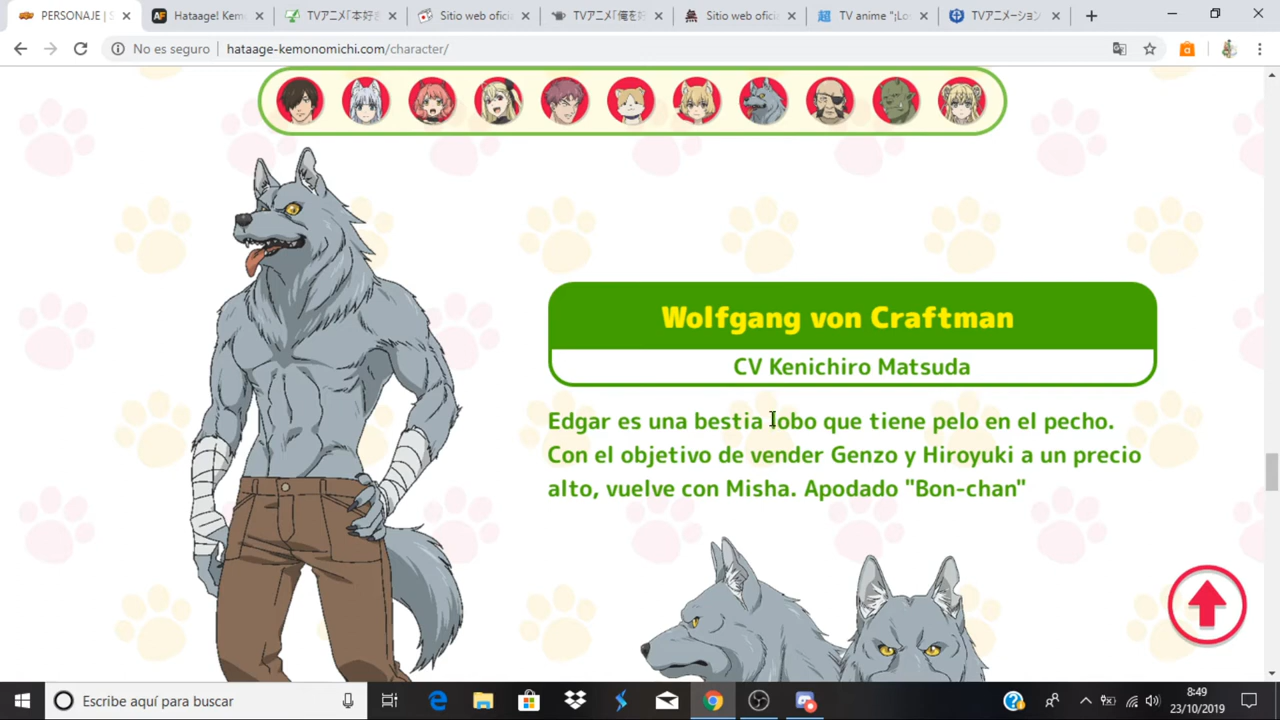 PERSONAJE | S
Hataage! Kem
TVアニメ「本好き
Sitio web oficia
TVアニメ「俺を好
Sitio web oficia
TV anime "¡Lov
TVアニメーション
No es seguro
hataage-kemonomichi.com/character/
Wolfgang von Craftman
CV Kenichiro Matsuda
Edgar es una bestia lobo que tiene pelo en el pecho.
Con el objetivo de vender Genzo y Hiroyuki a un precio
alto, vuelve con Misha. Apodado "Bon-chan"
Escribe aquí para buscar
8:49
23/10/2019